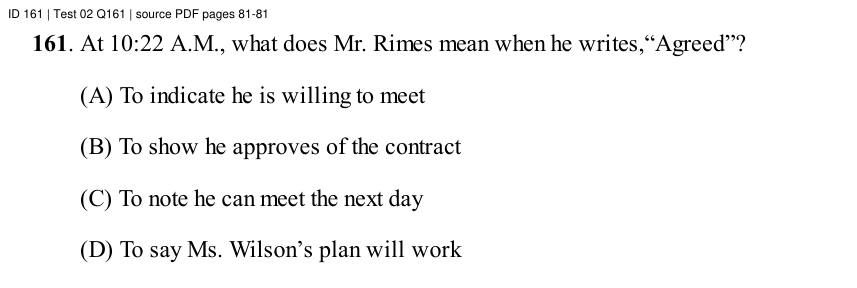 ID 161 | Test 02 Q161 | source PDF pages 81-81
161. At 10:22 A.M., what does Mr. Rimes mean when he writes,“Agreed”?
(A) To indicate he is willing to meet
(B) To show he approves of the contract
(C) To note he can meet the next day
(D) To say Ms. Wilson’s plan will work